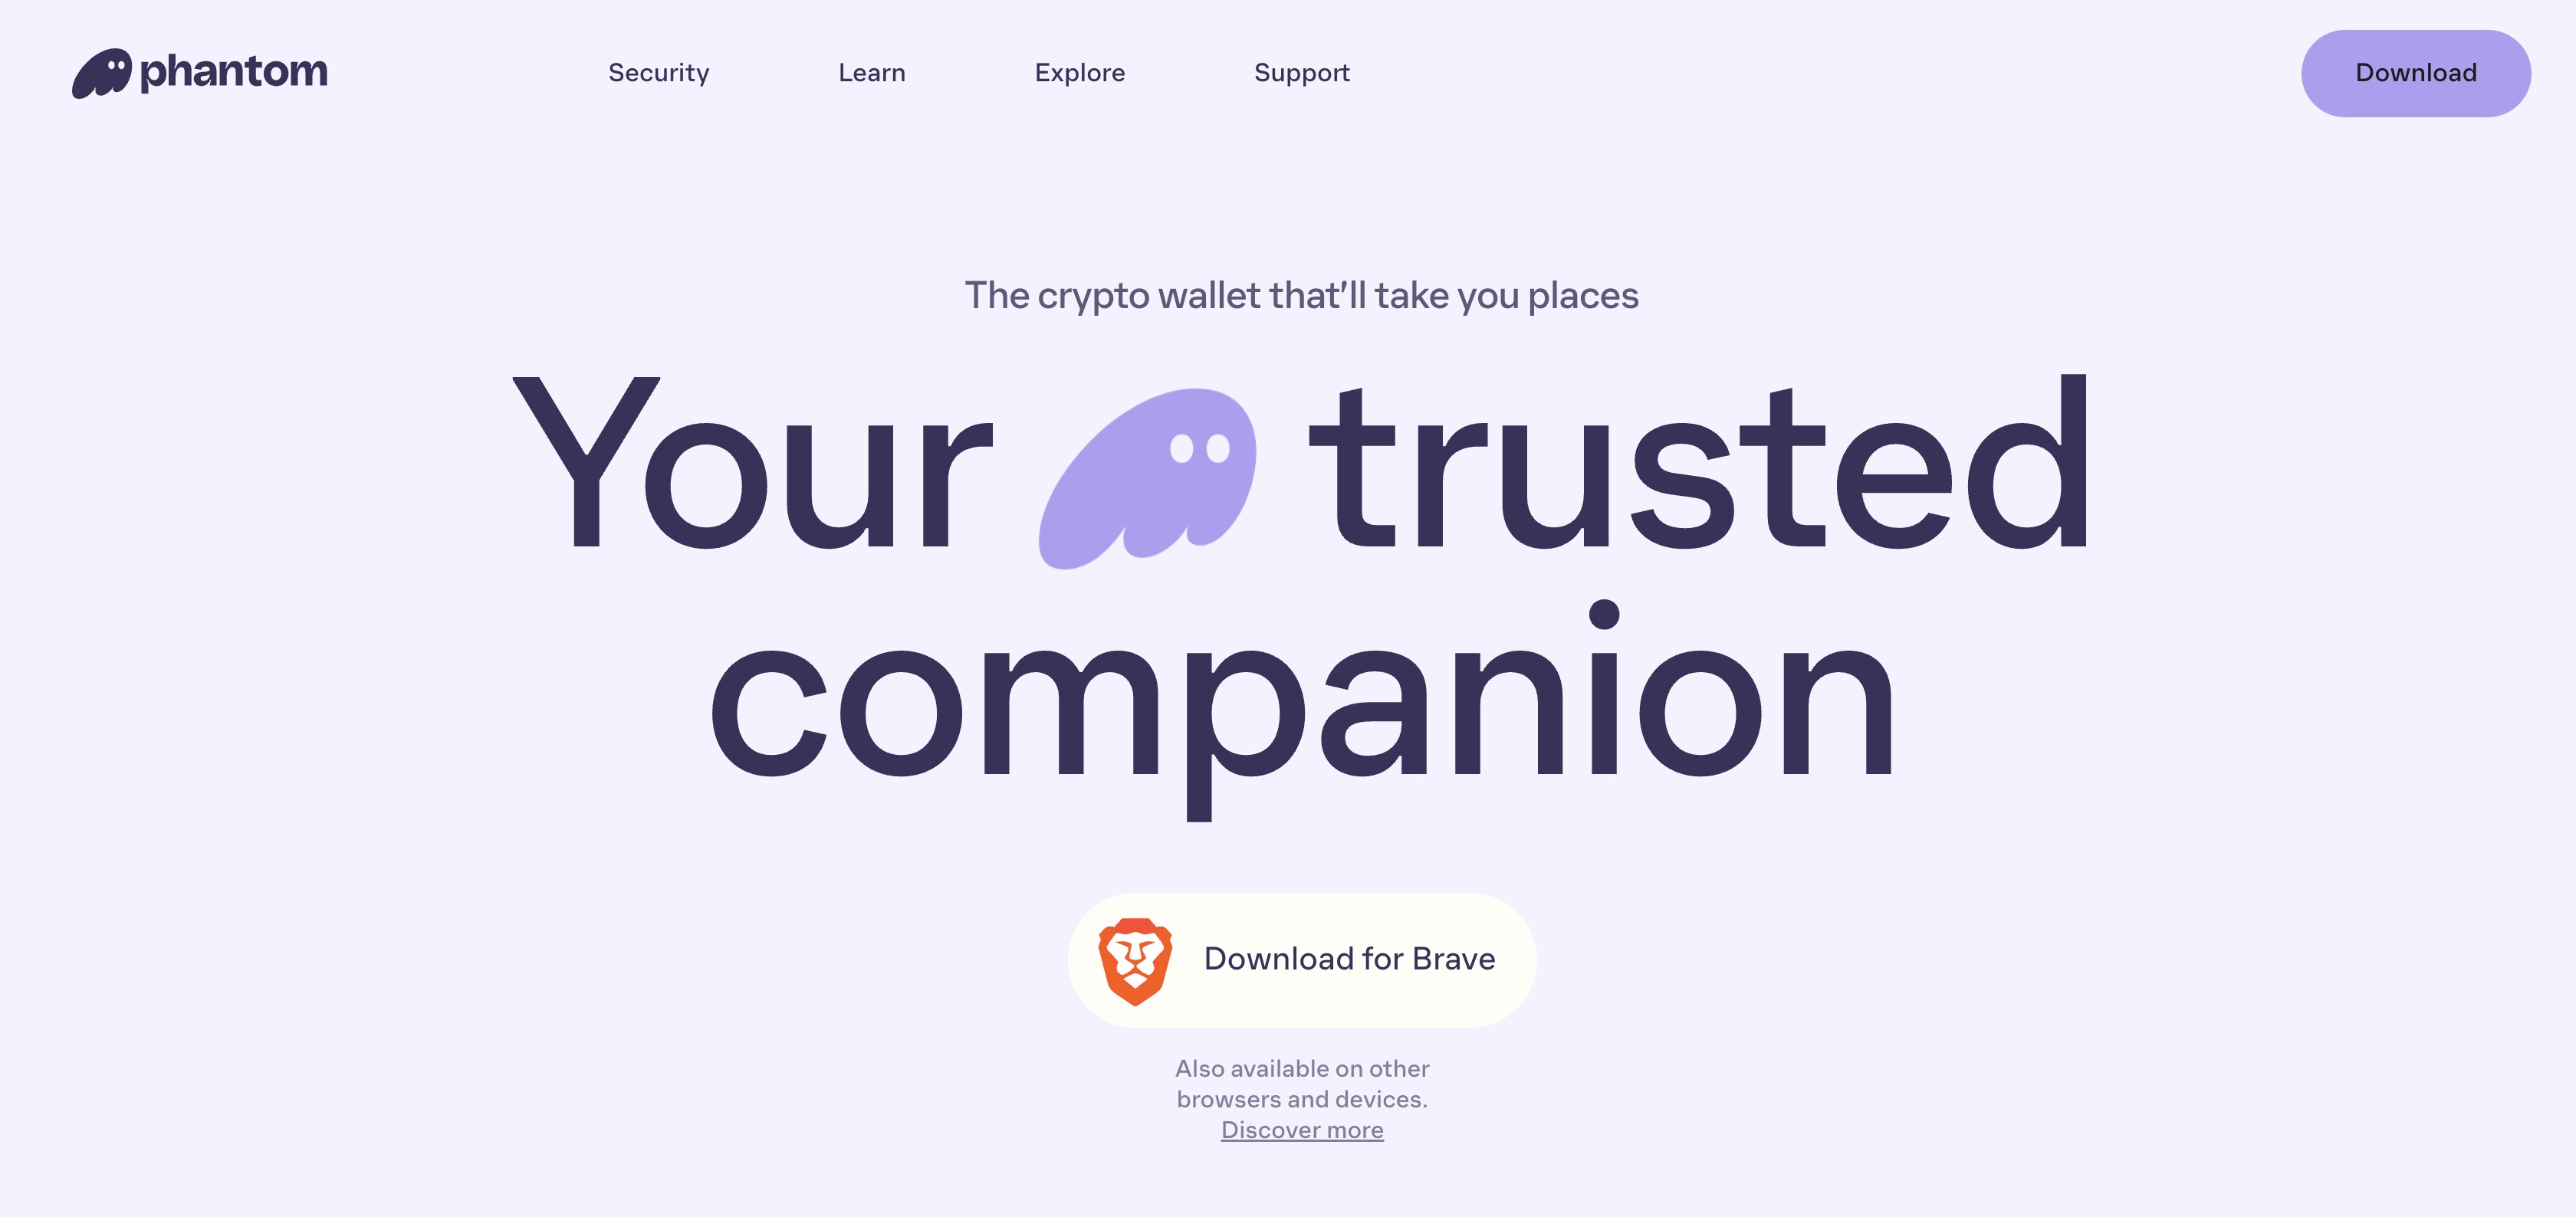 phantom
Security
Learn
Explore
Support
Download
The crypto wallet that'll take you places
Your trusted
companion
Download for Brave
Also available on other
browsers and devices.
Discover more